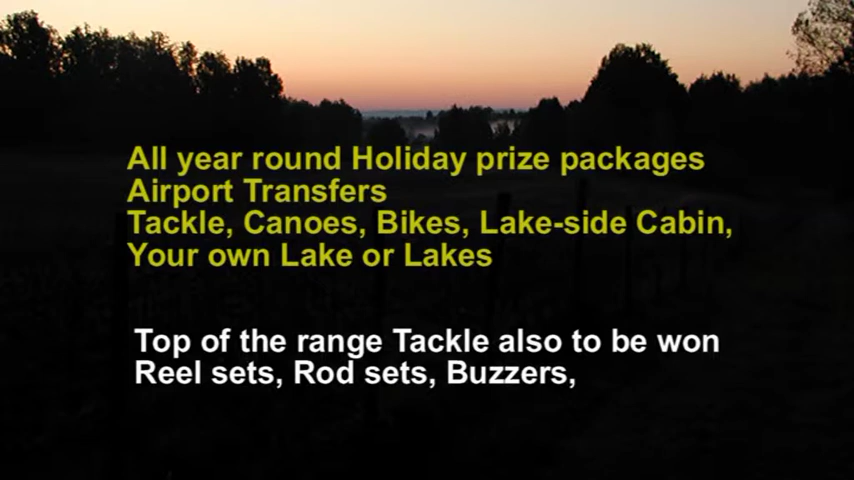 All year round Holiday prize packages
Airport Transfers
Tackle, Canoes, Bikes, Lake-side Cabin,
Your own Lake or Lakes
Top of the range Tackle also to be won
Reel sets, Rod sets, Buzzers,